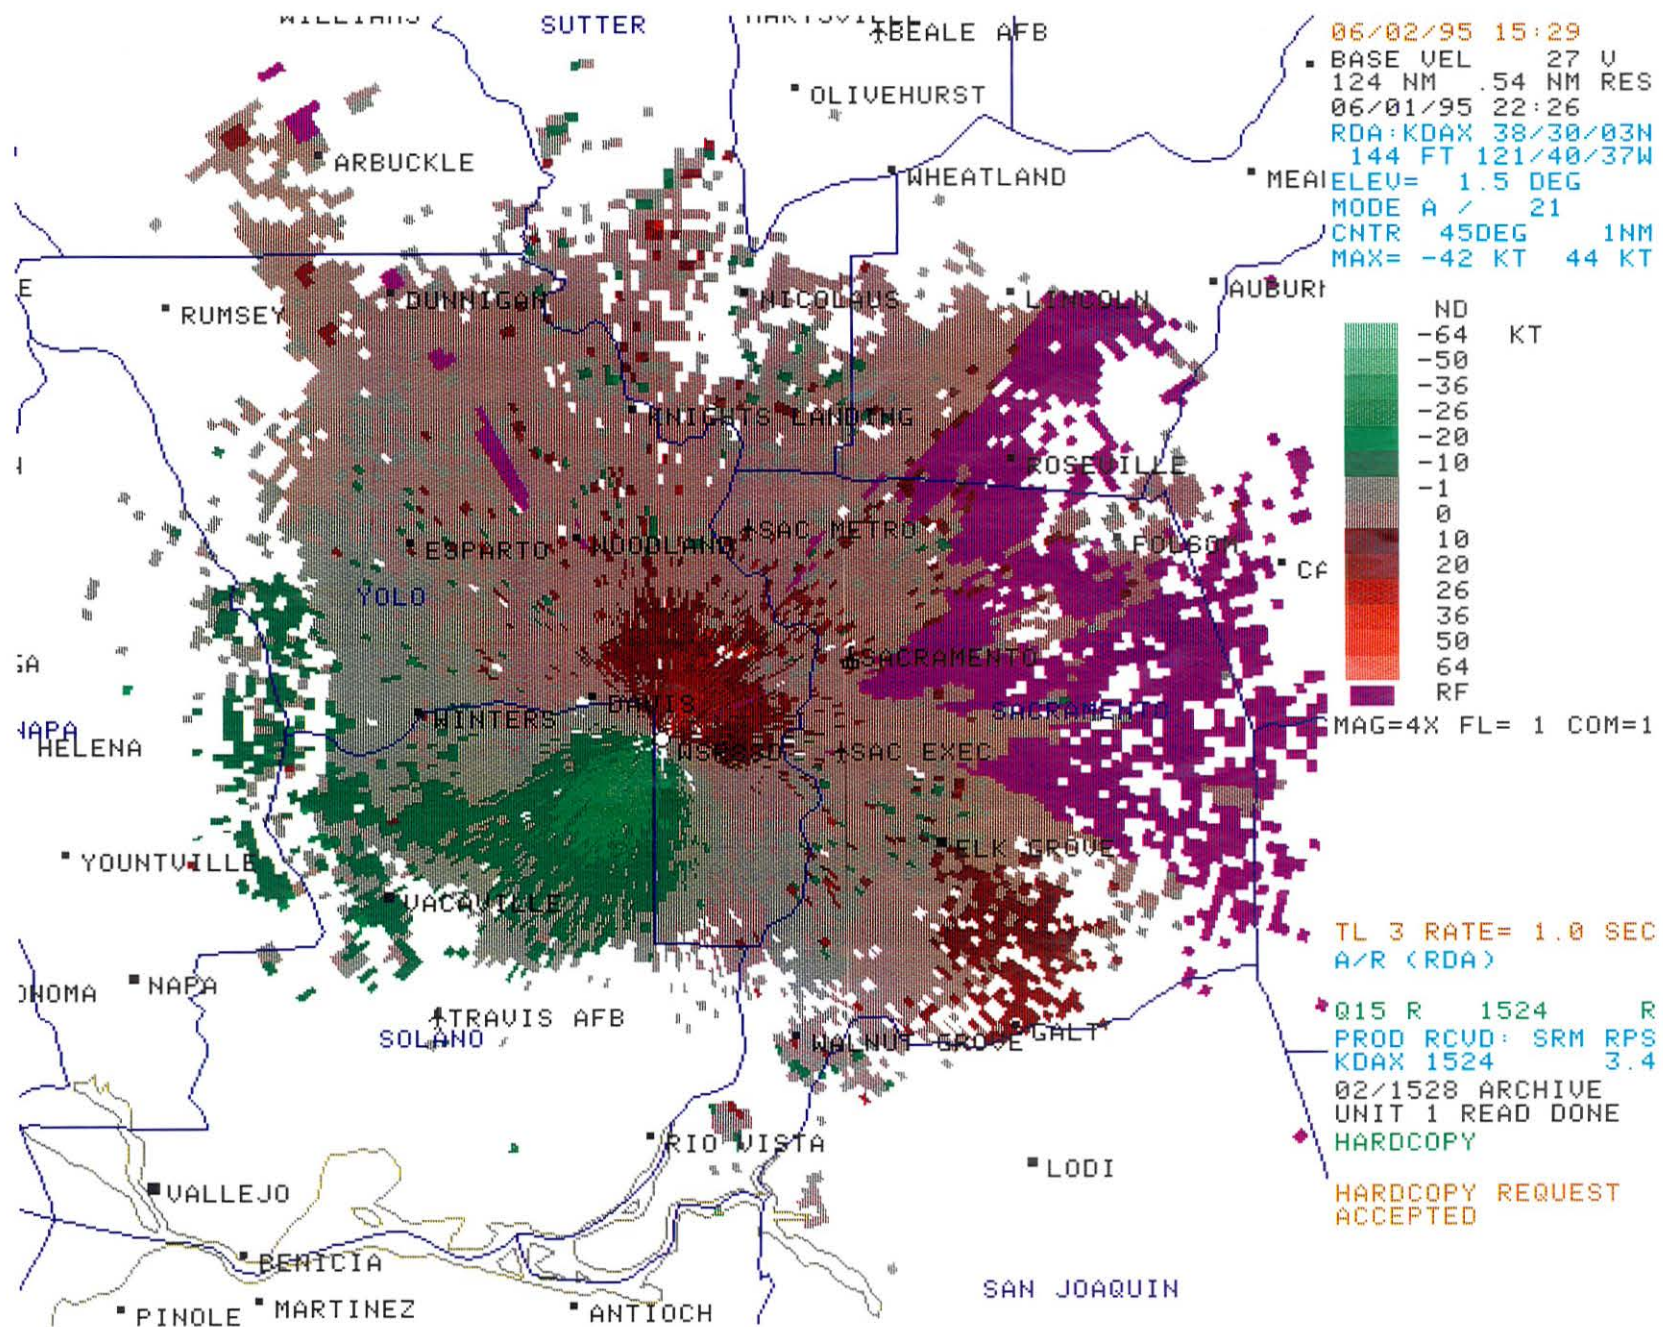 WILLIAMS
SUTTER
MARYSVILLE
BEALE AFB
OLIVEHURST
ARBUCKLE
WHEATLAND
RUMSEY
DUNNIGAN
NICOLAUS
LINCOLN
KNIGHTS LANDING
ROSEVILLE
SAC METRO
ESPARTO
WOODLAND
FOLSOM
YOLO
SACRAMENTO
DAVIS
WINTERS
SACRAMENTO
NAPA
HELENA
SAC EXEC
YOUNTVILLE
ELK GROVE
VACAVILLE
NAPA
TRAVIS AFB
SOLANO
WALNUT GROVE
GALT
RIO VISTA
LODI
VALLEJO
BENICIA
SAN JOAQUIN
PINOLE
MARTINEZ
ANTIOCH
06/02/95 15:29
BASE VEL 27 V
124 NM .54 NM RES
06/01/95 22:26
RDA:KDAX 38/30/03N
144 FT 121/40/37W
ELEV= 1.5 DEG
MODE A / 21
CNTR 45DEG 1NM
MAX= -42 KT 44 KT
ND
-64 KT
-50
-36
-26
-20
-10
-1
0
10
20
26
36
50
64
RF
MAG=4X FL= 1 COM=1
TL 3 RATE= 1.0 SEC
A/R (RDA)
Q15 R 1524 R
PROD RCVD: SRM RPS
KDAX 1524 3.4
02/1528 ARCHIVE
UNIT 1 READ DONE
HARDCOPY
HARDCOPY REQUEST
ACCEPTED